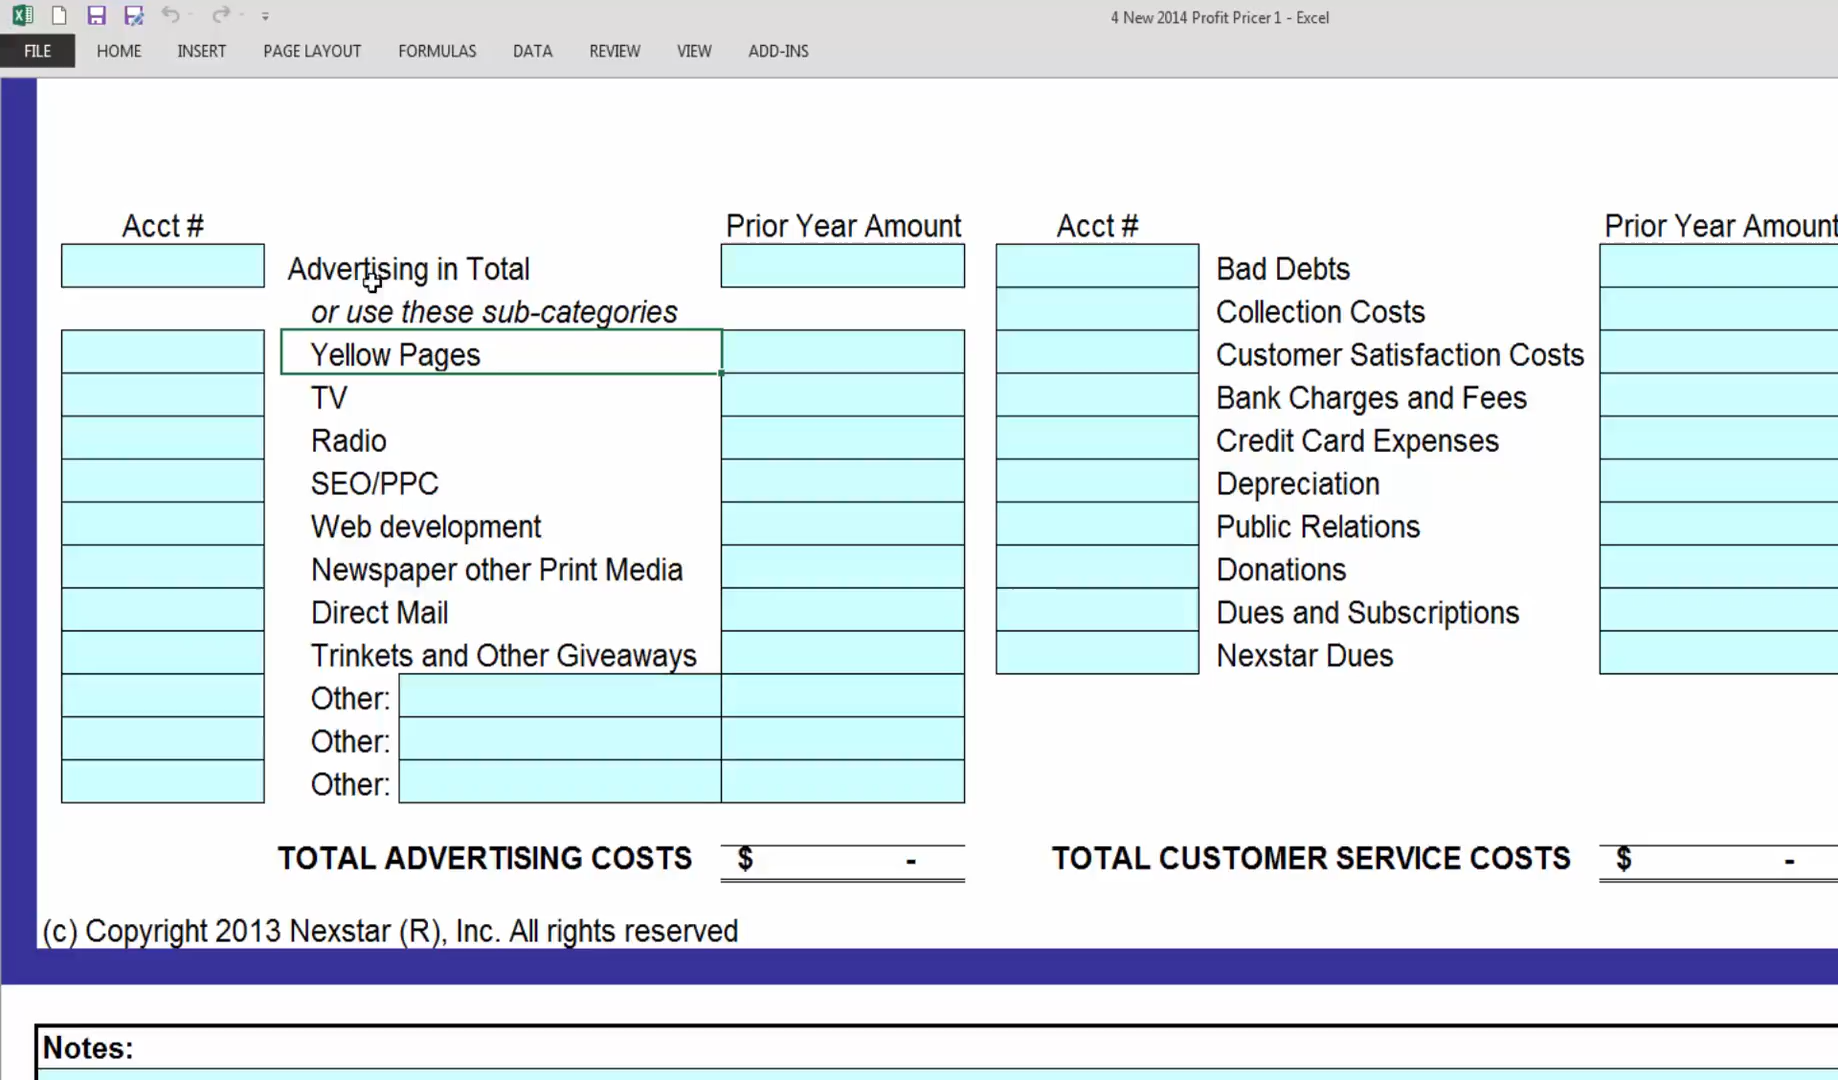 4 New 2014 Profit Pricer 1 - Excel
FILE HOME INSERT PAGE LAYOUT FORMULAS DATA REVIEW VIEW ADD-INS
Acct # Prior Year Amount Acct # Prior Year Amount
Advertising in Total Bad Debts
or use these sub-categories Collection Costs
Yellow Pages Customer Satisfaction Costs
TV Bank Charges and Fees
Radio Credit Card Expenses
SEO/PPC Depreciation
Web development Public Relations
Newspaper other Print Media Donations
Direct Mail Dues and Subscriptions
Trinkets and Other Giveaways Nexstar Dues
Other:
Other:
Other:
TOTAL ADVERTISING COSTS $ - TOTAL CUSTOMER SERVICE COSTS $ -
(c) Copyright 2013 Nexstar (R), Inc. All rights reserved
Notes: